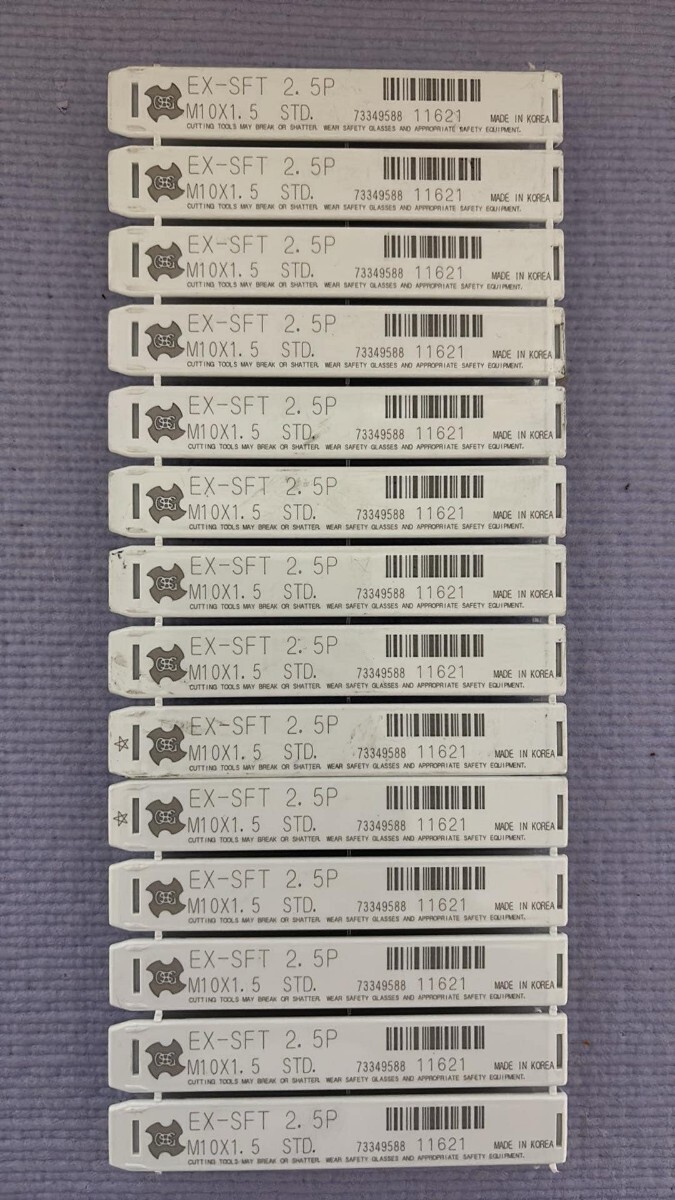 EX-SFT 2.5P
M10X1.5 STD. 73349588 11621 MADE IN KOREA
CUTTING TOOLS MAY BREAK OR SHATTER. WEAR SAFETY GLASSES AND APPROPRIATE SAFETY EQUIPMENT.
EX-SFT 2.5P
M10X1.5 STD. 73349588 11621 MADE IN KOREA
CUTTING TOOLS MAY BREAK OR SHATTER. WEAR SAFETY GLASSES AND APPROPRIATE SAFETY EQUIPMENT.
EX-SFT 2.5P
M10X1.5 STD. 73349588 11621 MADE IN KOREA
CUTTING TOOLS MAY BREAK OR SHATTER. WEAR SAFETY GLASSES AND APPROPRIATE SAFETY EQUIPMENT.
EX-SFT 2.5P
M10X1.5 STD. 73349588 11621 MADE IN KOREA
CUTTING TOOLS MAY BREAK OR SHATTER. WEAR SAFETY GLASSES AND APPROPRIATE SAFETY EQUIPMENT.
EX-SFT 2.5P
M10X1.5 STD. 73349588 11621 MADE IN KOREA
CUTTING TOOLS MAY BREAK OR SHATTER. WEAR SAFETY GLASSES AND APPROPRIATE SAFETY EQUIPMENT.
EX-SFT 2.5P
M10X1.5 STD. 73349588 11621 MADE IN KOREA
CUTTING TOOLS MAY BREAK OR SHATTER. WEAR SAFETY GLASSES AND APPROPRIATE SAFETY EQUIPMENT.
EX-SFT 2.5P
M10X1.5 STD. 73349588 11621 MADE IN KOREA
CUTTING TOOLS MAY BREAK OR SHATTER. WEAR SAFETY GLASSES AND APPROPRIATE SAFETY EQUIPMENT.
EX-SFT 2.5P
M10X1.5 STD. 73349588 11621 MADE IN KOREA
CUTTING TOOLS MAY BREAK OR SHATTER. WEAR SAFETY GLASSES AND APPROPRIATE SAFETY EQUIPMENT.
EX-SFT 2.5P
M10X1.5 STD. 73349588 11621 MADE IN KOREA
CUTTING TOOLS MAY BREAK OR SHATTER. WEAR SAFETY GLASSES AND APPROPRIATE SAFETY EQUIPMENT.
EX-SFT 2.5P
M10X1.5 STD. 73349588 11621 MADE IN KOREA
CUTTING TOOLS MAY BREAK OR SHATTER. WEAR SAFETY GLASSES AND APPROPRIATE SAFETY EQUIPMENT.
EX-SFT 2.5P
M10X1.5 STD. 73349588 11621 MADE IN KOREA
CUTTING TOOLS MAY BREAK OR SHATTER. WEAR SAFETY GLASSES AND APPROPRIATE SAFETY EQUIPMENT.
EX-SFT 2.5P
M10X1.5 STD. 73349588 11621 MADE IN KOREA
CUTTING TOOLS MAY BREAK OR SHATTER. WEAR SAFETY GLASSES AND APPROPRIATE SAFETY EQUIPMENT.
EX-SFT 2.5P
M10X1.5 STD. 73349588 11621 MADE IN KOREA
CUTTING TOOLS MAY BREAK OR SHATTER. WEAR SAFETY GLASSES AND APPROPRIATE SAFETY EQUIPMENT.
EX-SFT 2.5P
M10X1.5 STD. 73349588 11621 MADE IN KOREA
CUTTING TOOLS MAY BREAK OR SHATTER. WEAR SAFETY GLASSES AND APPROPRIATE SAFETY EQUIPMENT.